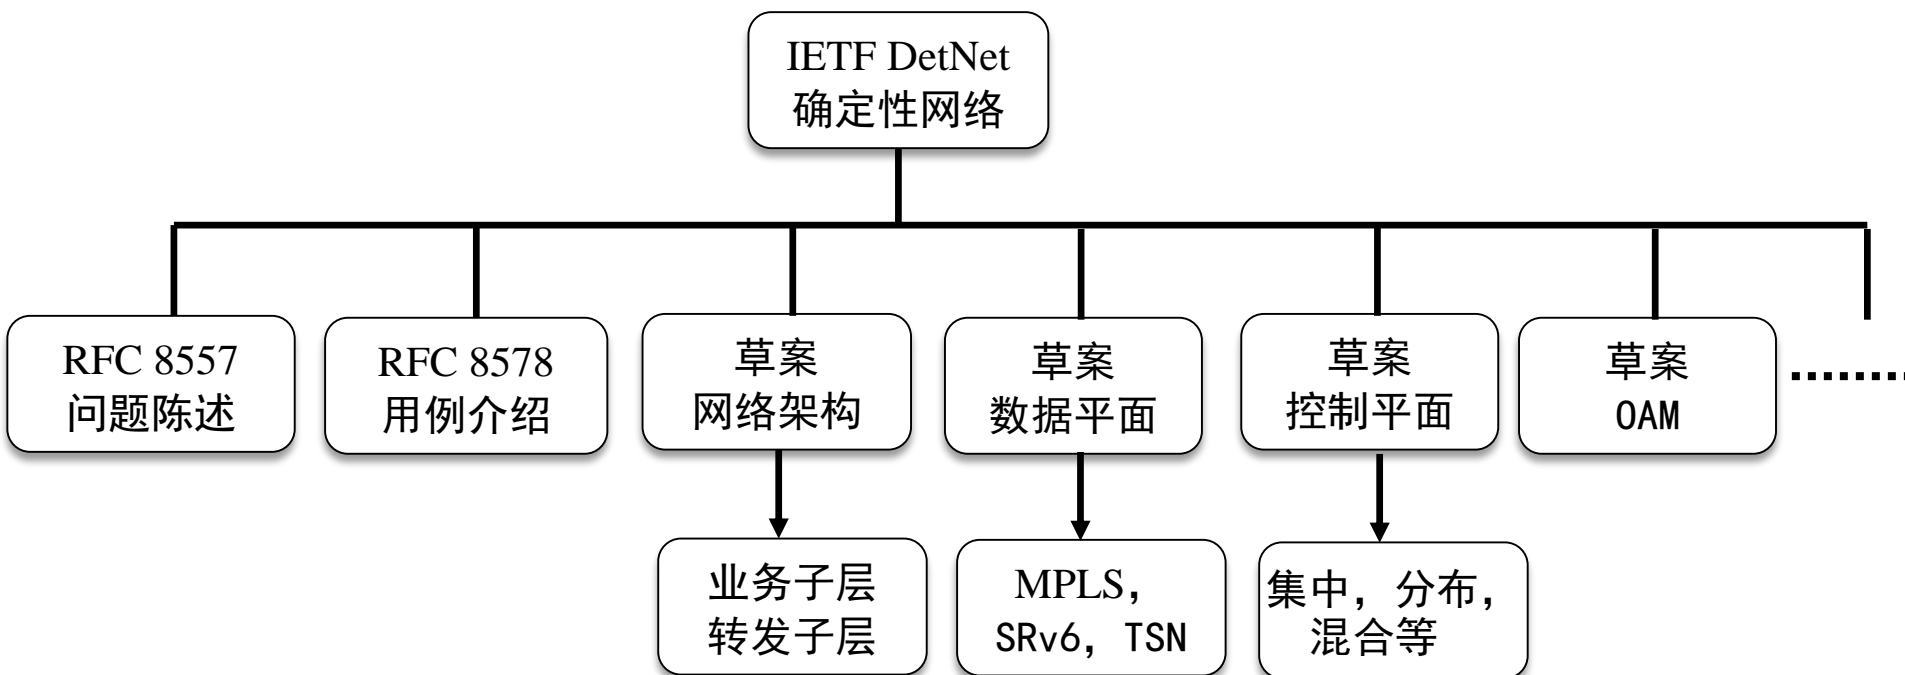 IETF DetNet
确定性网络
RFC 8557
问题陈述
RFC 8578
用例介绍
草案
网络架构
草案
数据平面
草案
控制平面
草案
OAM
业务子层
转发子层
MPLS，
SRv6，TSN
集中，分布，
混合等